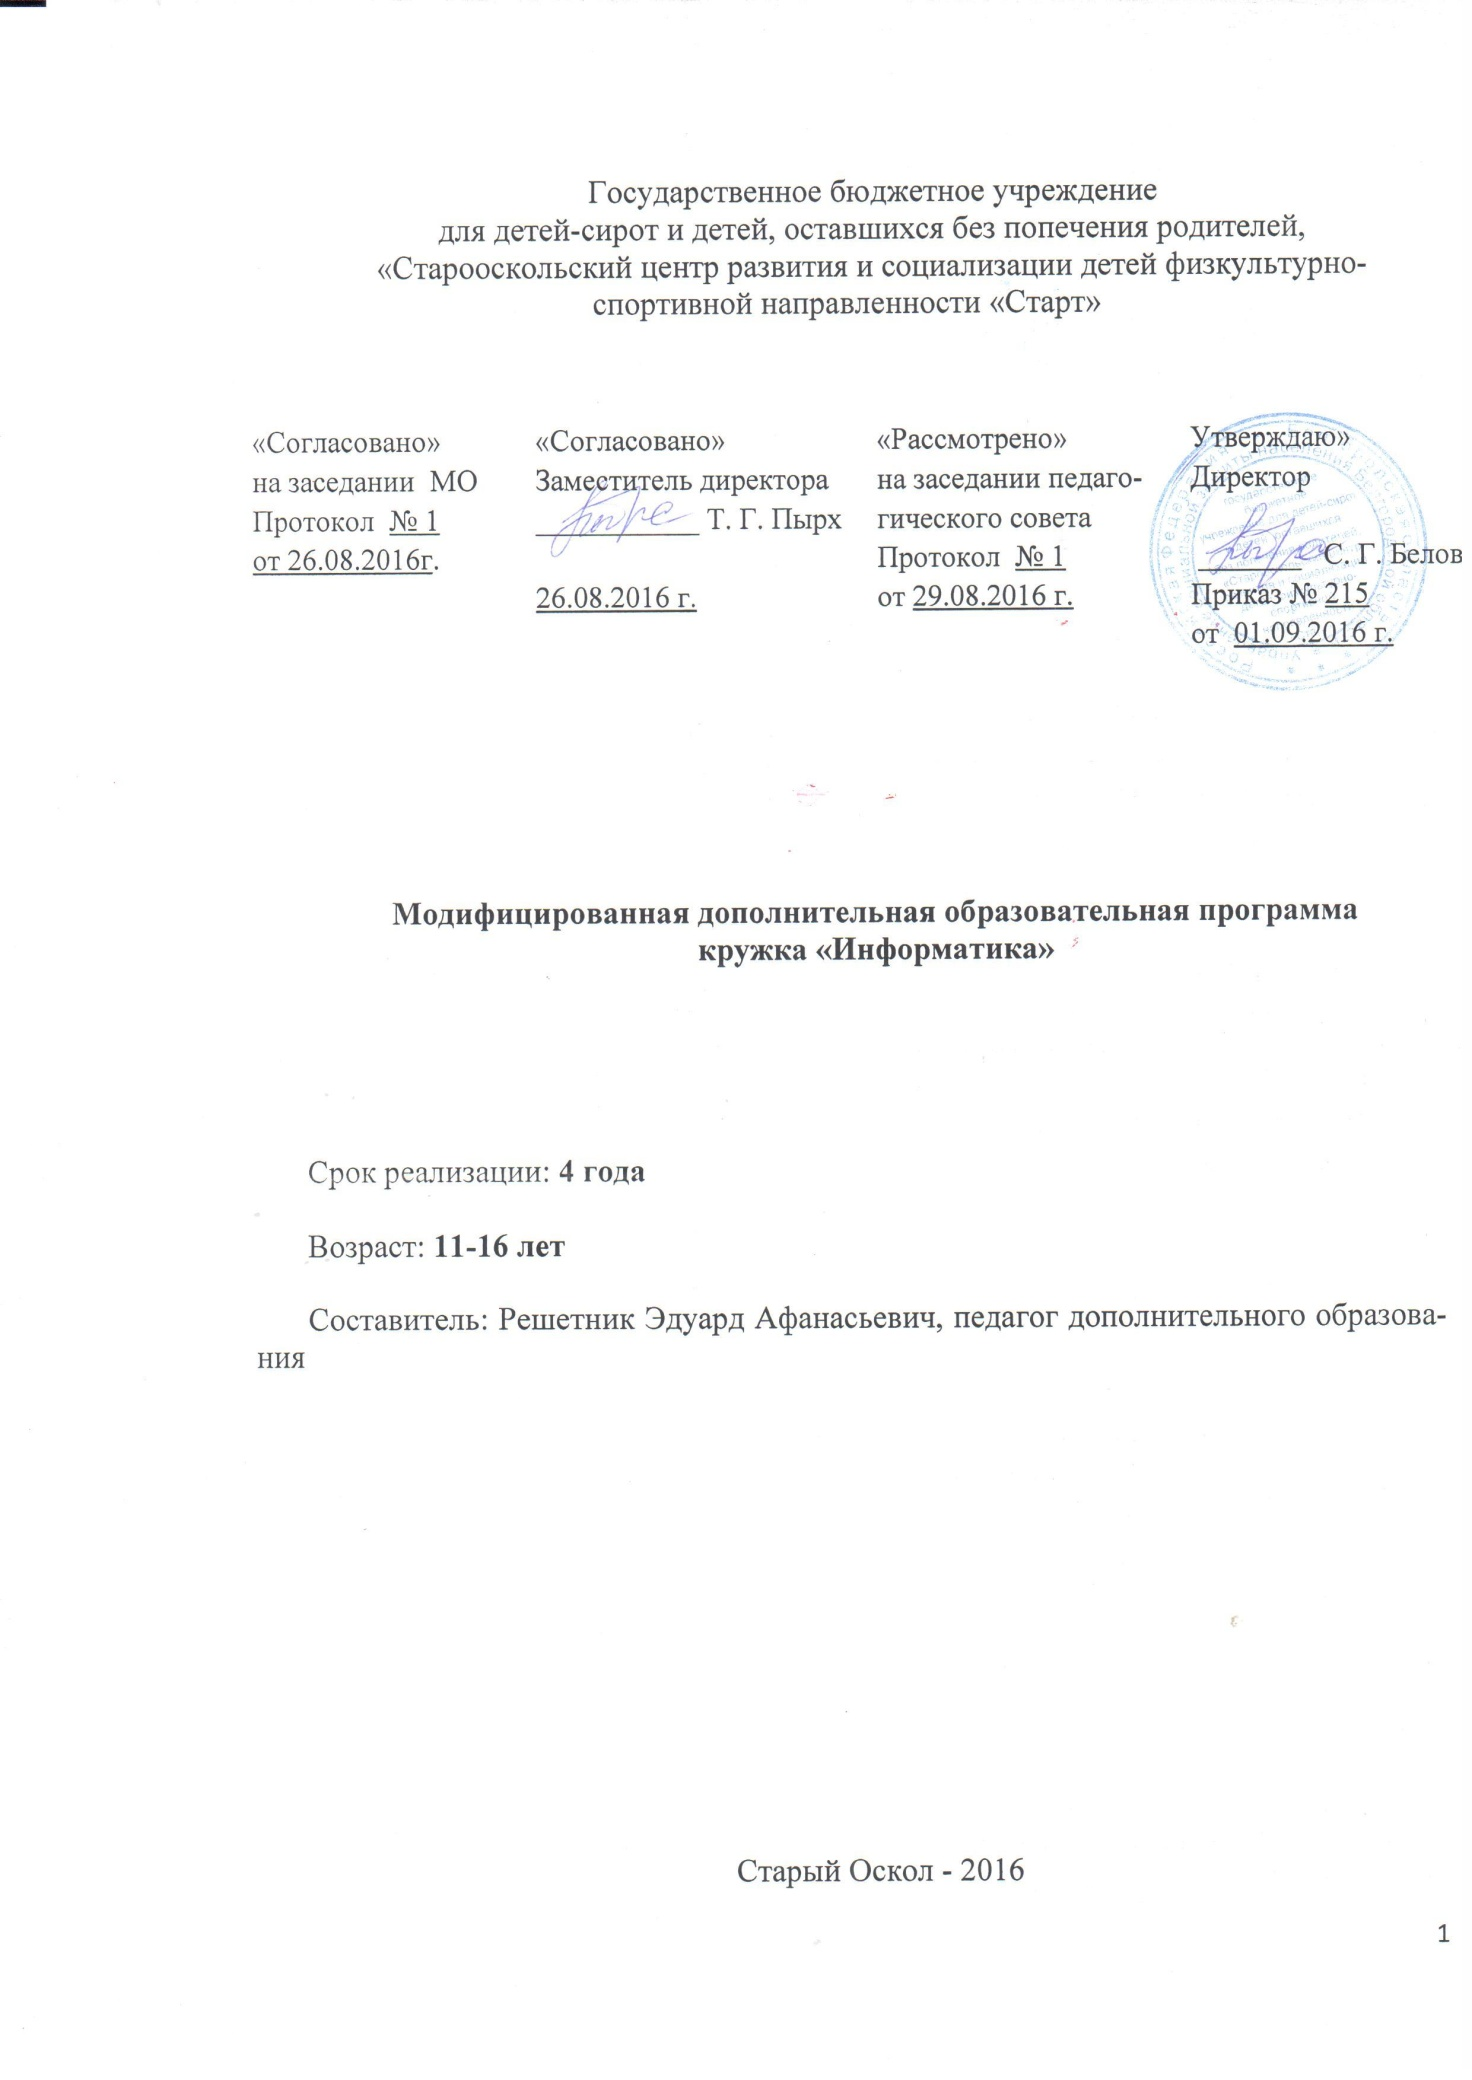 Государственное бюджетное учреждение
для детей-сирот и детей, оставшихся без попечения родителей,
«Старооскольский центр развития и социализации детей физкультурно-
спортивной направленности «Старт»
«Согласовано»
на заседании МО
Протокол № 1
от 26.08.2016г.
«Согласовано»
Заместитель директора
Т. Г. Пырх
26.08.2016 г.
«Рассмотрено»
на заседании педаго-
гического совета
Протокол № 1
от 29.08.2016 г.
Утверждаю»
Директор
С. Г. Белов
Приказ № 215
от 01.09.2016 г.
Модифицированная дополнительная образовательная программа
кружка «Информатика»
Срок реализации: 4 года
Возраст: 11-16 лет
Составитель: Решетник Эдуард Афанасьевич, педагог дополнительного образова-
ния
Старый Оскол - 2016
1